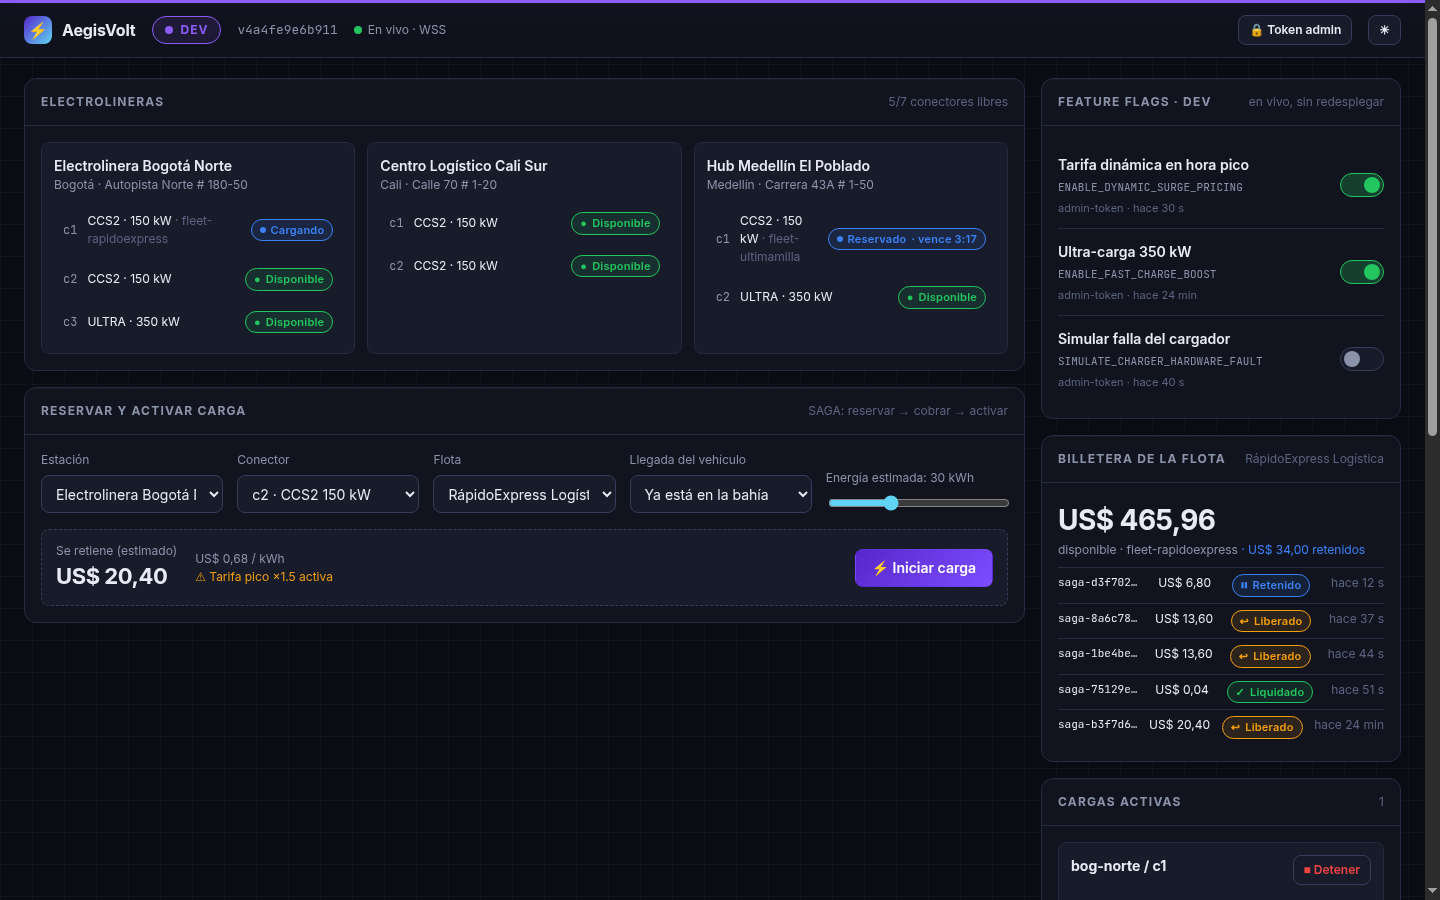 ⚡ AegisVolt ● DEV v4a4fe9e6b911 ● En vivo · WSS 🔒 Token admin ☀
ELECTROLINERAS 5/7 conectores libres
Electrolinera Bogotá Norte
Bogotá · Autopista Norte # 180-50
c1 CCS2 · 150 kW · fleet-
rapidoexpress ● Cargando
c2 CCS2 · 150 kW ● Disponible
c3 ULTRA · 350 kW ● Disponible
Centro Logístico Cali Sur
Cali · Calle 70 # 1-20
c1 CCS2 · 150 kW ● Disponible
c2 CCS2 · 150 kW ● Disponible
Hub Medellín El Poblado
Medellín · Carrera 43A # 1-50
CCS2 · 150
c1 kW · fleet- ● Reservado · vence 3:17
ultimamilla
c2 ULTRA · 350 kW ● Disponible
RESERVAR Y ACTIVAR CARGA SAGA: reservar → cobrar → activar
Estación Conector Flota Llegada del vehículo Energía estimada: 30 kWh
Electrolinera Bogotá c2 · CCS2 150 kW RápidoExpress Logíst Ya está en la bahía
Se retiene (estimado)
US$ 20,40
US$ 0,68 / kWh
⚠ Tarifa pico ×1.5 activa
⚡ Iniciar carga
FEATURE FLAGS · DEV en vivo, sin redesplegar
Tarifa dinámica en hora pico
ENABLE_DYNAMIC_SURGE_PRICING
admin-token · hace 30 s
Ultra-carga 350 kW
ENABLE_FAST_CHARGE_BOOST
admin-token · hace 24 min
Simular falla del cargador
SIMULATE_CHARGER_HARDWARE_FAULT
admin-token · hace 40 s
BILLETERA DE LA FLOTA RápidoExpress Logística
US$ 465,96
disponible · fleet-rapidoexpress · US$ 34,00 retenidos
saga-d3f702… US$ 6,80 ⏸ Retenido hace 12 s
saga-8a6c78… US$ 13,60 ↩ Liberado hace 37 s
saga-1be4be… US$ 13,60 ↩ Liberado hace 44 s
saga-75129e… US$ 0,04 ✓ Liquidado hace 51 s
saga-b3f7d6… US$ 20,40 ↩ Liberado hace 24 min
CARGAS ACTIVAS 1
bog-norte / c1 ■ Detener